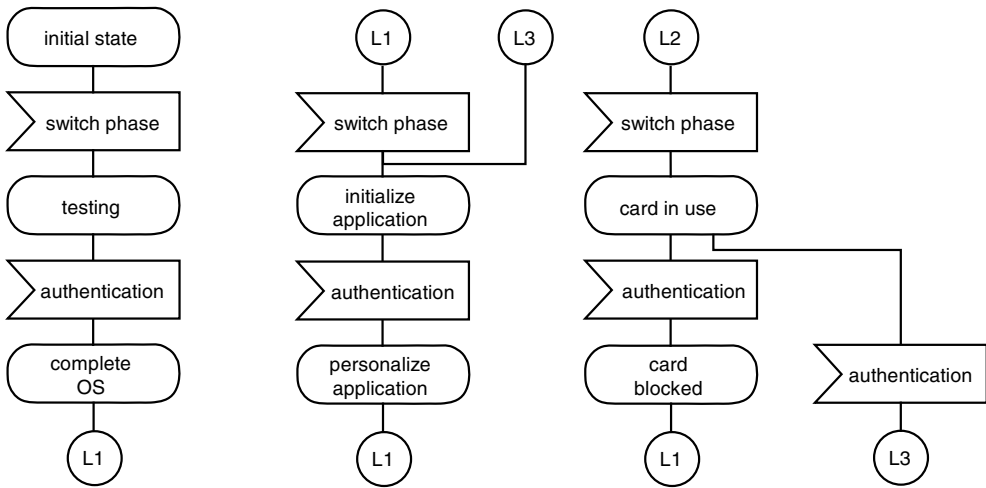 initial state
switch phase
testing
authentication
complete
OS
L1
L1
L3
switch phase
initialize
application
authentication
personalize
application
L1
L2
switch phase
card in use
authentication
card
blocked
L1
authentication
L3